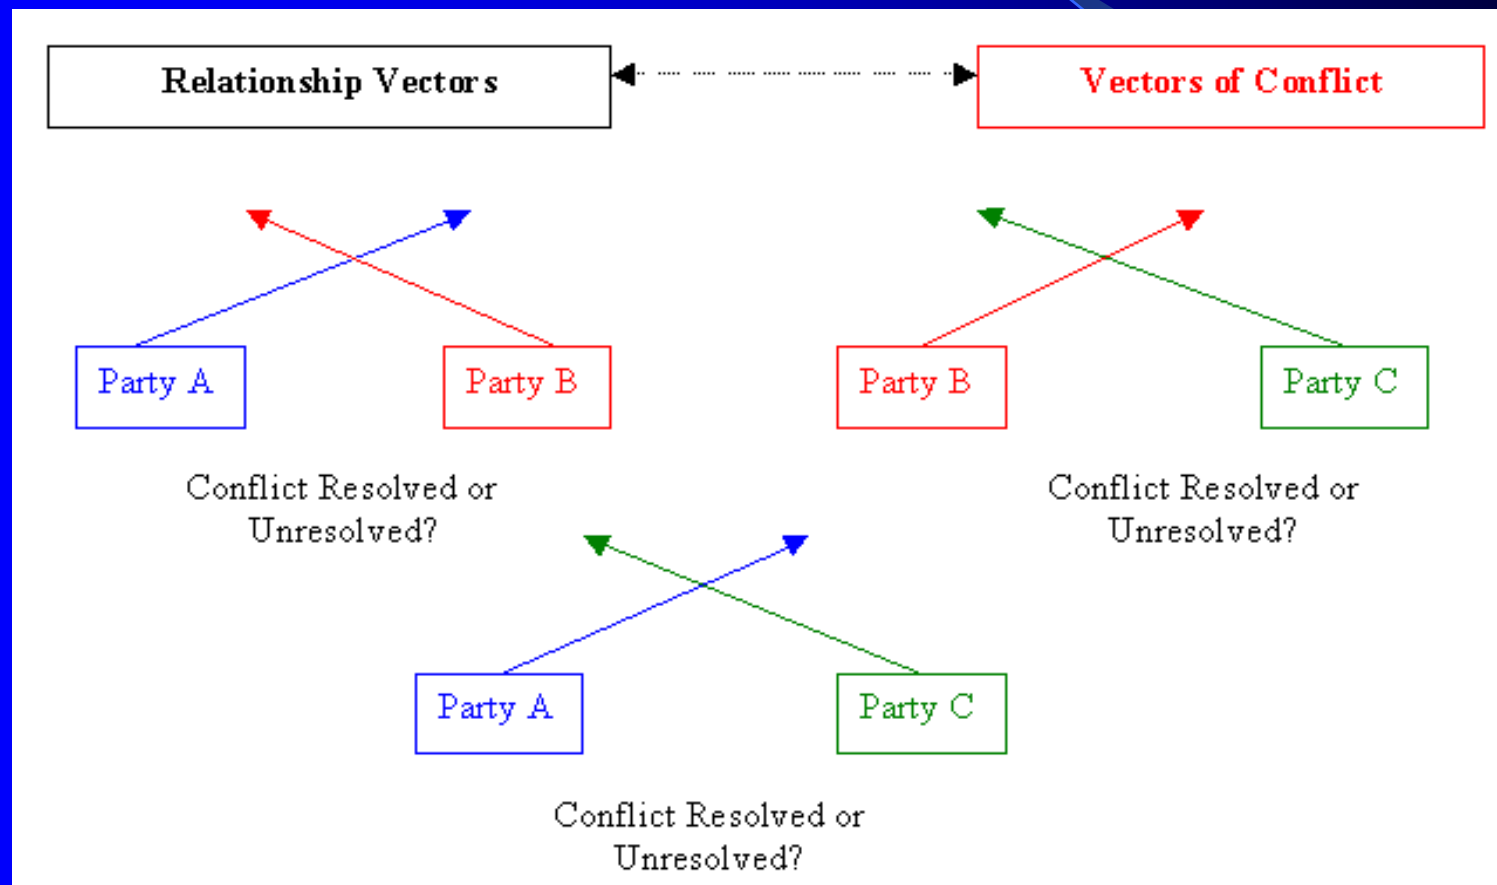 Relationship Vectors
Vectors of Conflict
Party A
Party B
Party B
Party C
Conflict Resolved or
Unresolved?
Conflict Resolved or
Unresolved?
Party A
Party C
Conflict Resolved or
Unresolved?